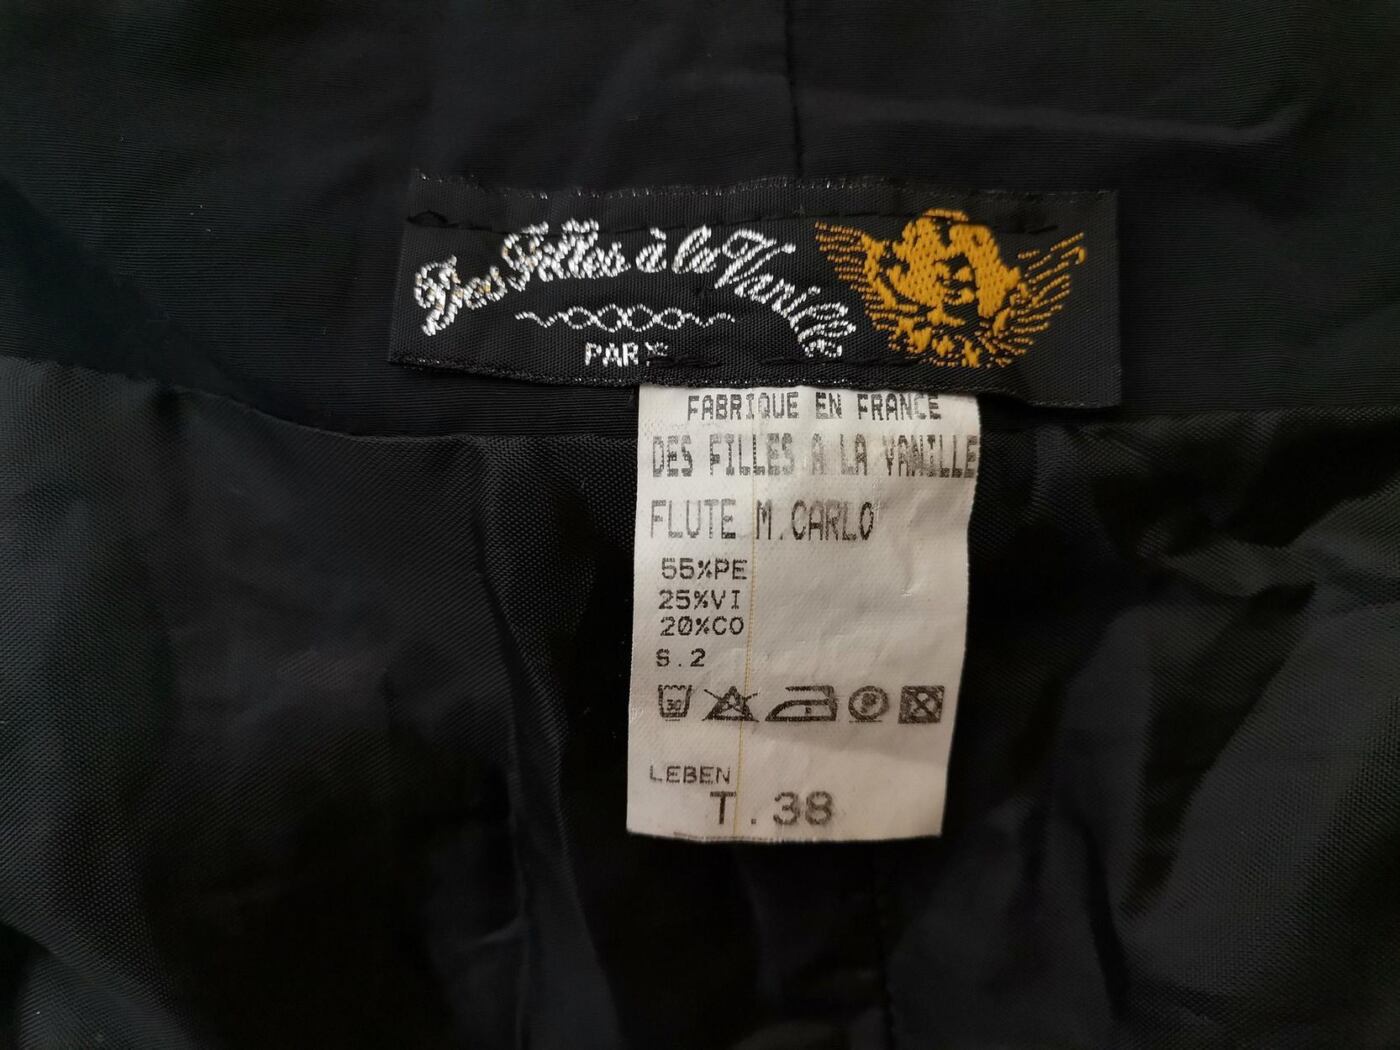 Des Filles à la Vanille
PARIS
FABRIQUE EN FRANCE
DES FILLES A LA VANILLE
FLUTE M.CARLO
55%PE
25%VI
20%CO
S.2
30
P
LEBEN
T.38